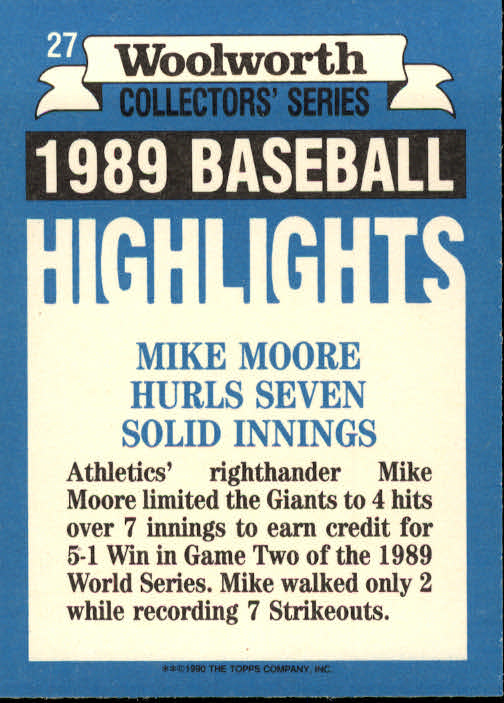 27
Woolworth
COLLECTORS' SERIES
1989 BASEBALL
HIGHLIGHTS
MIKE MOORE
HURLS SEVEN
SOLID INNINGS
Athletics' righthander Mike
Moore limited the Giants to 4 hits
over 7 innings to earn credit for
5-1 Win in Game Two of the 1989
World Series. Mike walked only 2
while recording 7 Strikeouts.
**©1990 THE TOPPS COMPANY, INC.